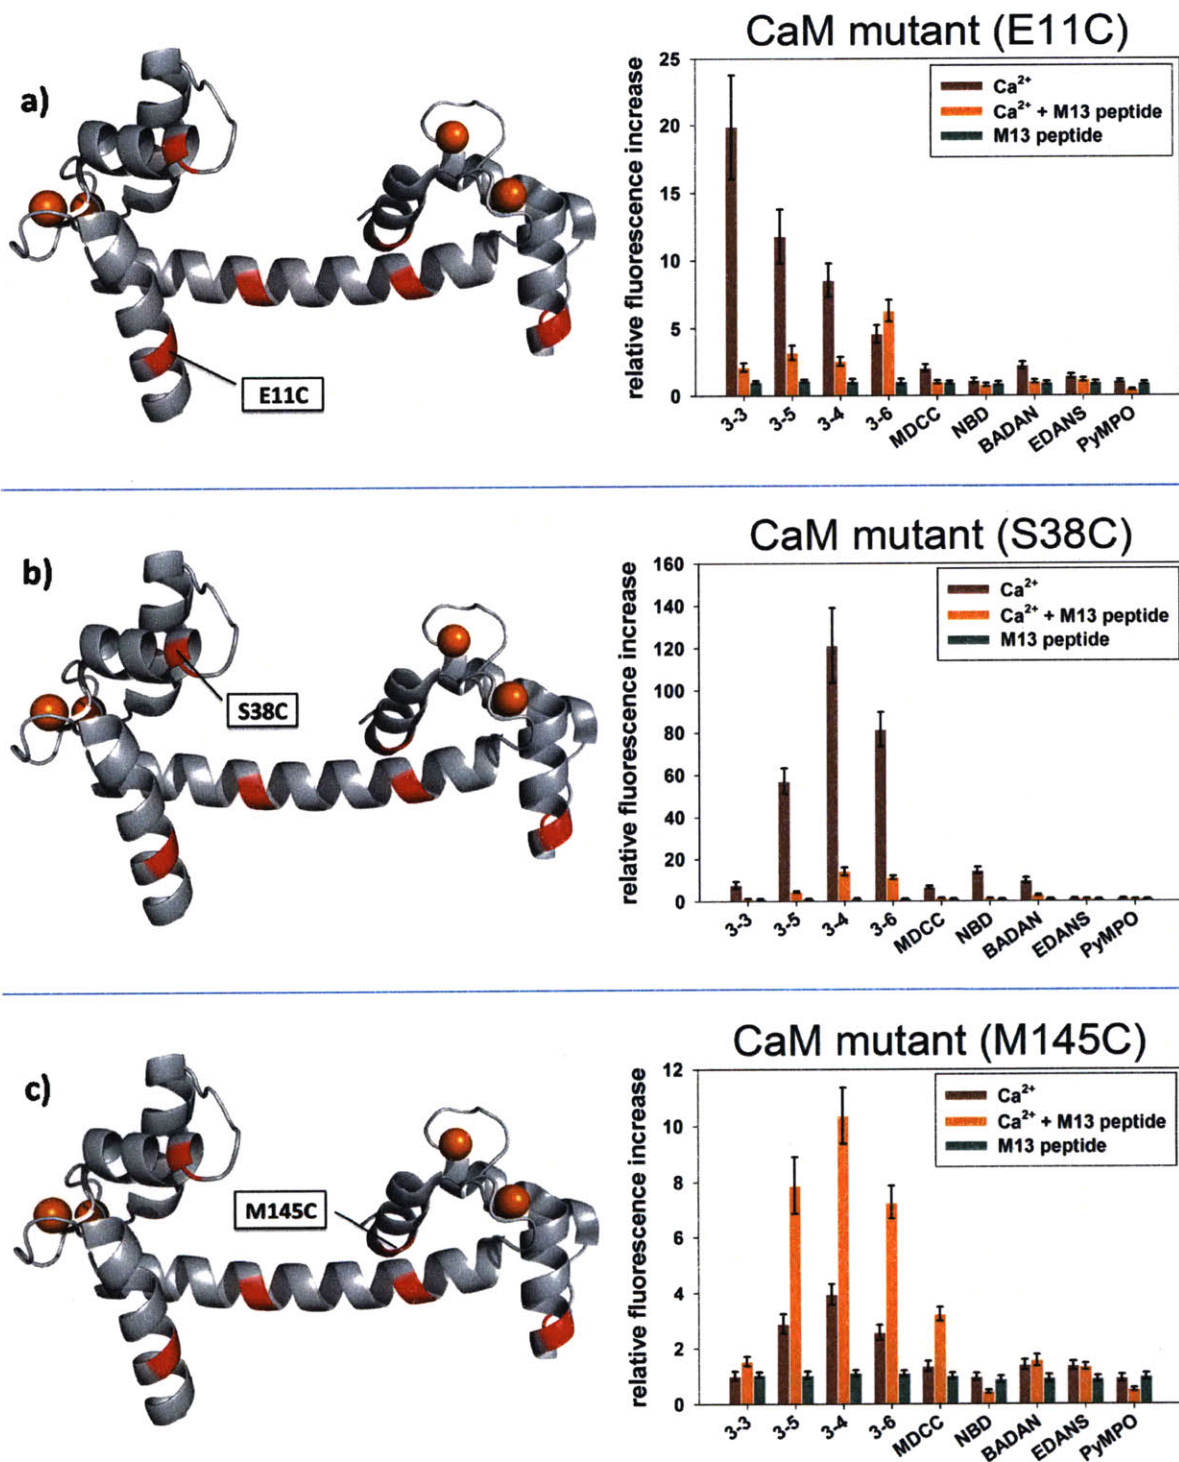 a)
E11C
CaM mutant (E11C)
relative fluorescence increase
25
20
15
10
5
0
Ca²⁺
Ca²⁺ + M13 peptide
M13 peptide
3-3
3-5
3-4
3-6
MDCC
NBD
BADAN
EDANS
PyMPO
b)
S38C
CaM mutant (S38C)
relative fluorescence increase
160
140
120
100
80
60
40
20
0
Ca²⁺
Ca²⁺ + M13 peptide
M13 peptide
3-3
3-5
3-4
3-6
MDCC
NBD
BADAN
EDANS
PyMPO
c)
M145C
CaM mutant (M145C)
relative fluorescence increase
12
10
8
6
4
2
0
Ca²⁺
Ca²⁺ + M13 peptide
M13 peptide
3-3
3-5
3-4
3-6
MDCC
NBD
BADAN
EDANS
PyMPO